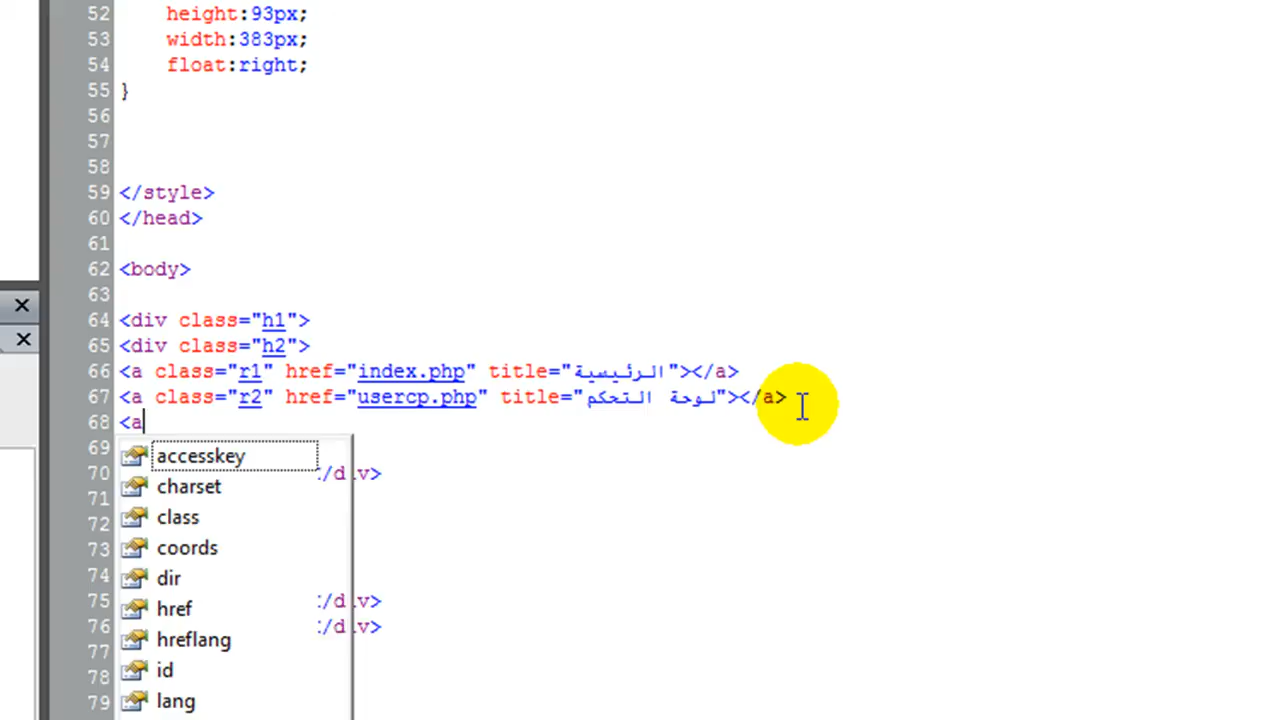 52 height:93px;
53 width:383px;
54 float:right;
55 }
56
57
58
59 </style>
60 </head>
61
62 <body>
63
64 <div class="h1">
65 <div class="h2">
66 <a class="r1" href="index.php" title="الرئيسية"></a>
67 <a class="r2" href="usercp.php" title="لوحة التحكم"></a>
68 <a
69
accesskey
70 /div>
charset
71
class
72
coords
73
dir
74
75 /div>
href
76 /div>
hreflang
77
id
78
lang
79